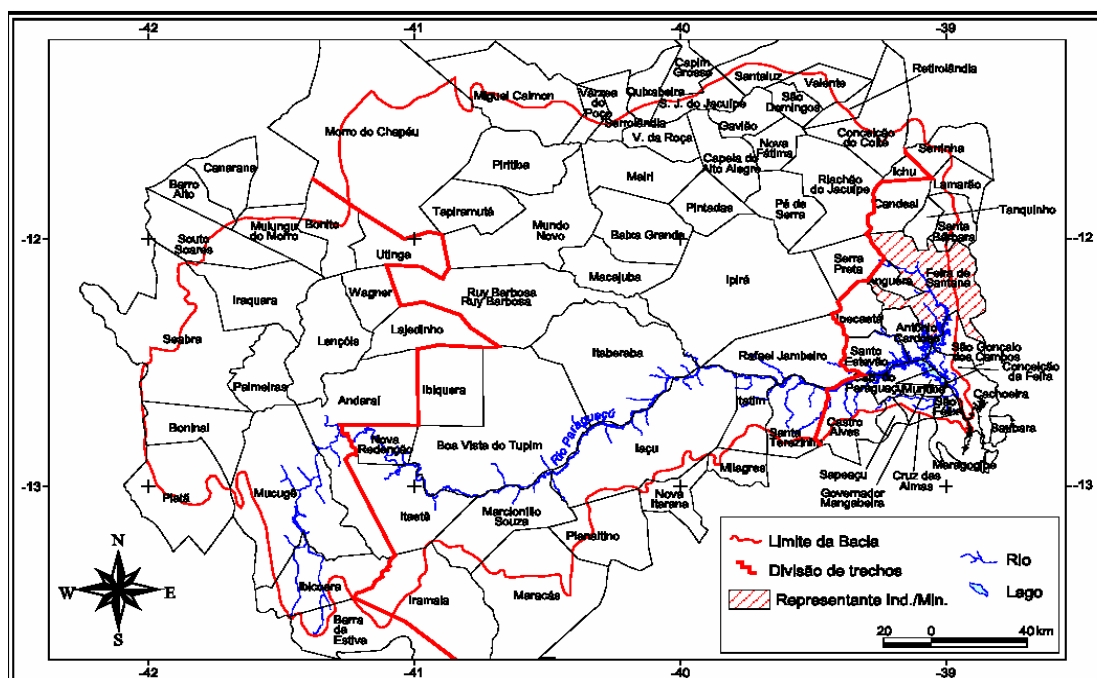 -42
-41
-40
-39
Capim
Grosso
Santaluz
Valente
Retirolândia
Miguel Calmon
Várzea
do
Poço
Quixabeira
S. J. do Jacuípe
São
Domingos
Serrolândia
Gavião
V. da Roça
Morro do Chapéu
Conceição
do Coité
Serrinha
Nova
Fátima
Capela do
Alto Alegre
Piritiba
Mairi
Ichu
Lamarão
Canarana
Barro
Alto
Riachão
do Jacuípe
Candeal
Tanquinho
Tapiramutá
Pintadas
Pé de
Serra
Mulungu
do Morro
Bonito
Mundo
Novo
Baixa Grande
Santa
Bárbara
-12
-12
Souto
Soares
Utinga
Serra
Preta
Macajuba
Ipirá
Anguera
Feira de
Santana
Iraquara
Wagner
Ruy Barbosa
Ruy Barbosa
Ipecaetá
Lajedinho
Antônio
Cardoso
Seabra
Lençóis
Itaberaba
Rafael Jambeiro
Santo
Estevão
São Gonçalo
dos Campos
Conceição
da Feira
Palmeiras
Ibiquera
Andaraí
Itatim
Paraguaçu
Muritiba
São
Félix
Cachoeira
Rio Paraguaçú
Castro
Alves
Saubara
Boninal
Nova
Redenção
Boa Vista do Tupim
Iaçu
Santa
Terezinha
Maragogipe
Milagres
Sapeaçu
Cruz das
Almas
Governador
Mangabeira
-13
-13
Piatã
Mucugê
Itaetê
Marcionílio
Souza
Nova
Itarana
Planaltino
N
W
E
S
Ibicoara
Iramaia
Maracás
Barra
da
Estiva
Limite da Bacia
Divisão de trechos
Representante Ind./Min.
Rio
Lago
20 0 40 km
-42
-41
-40
-39